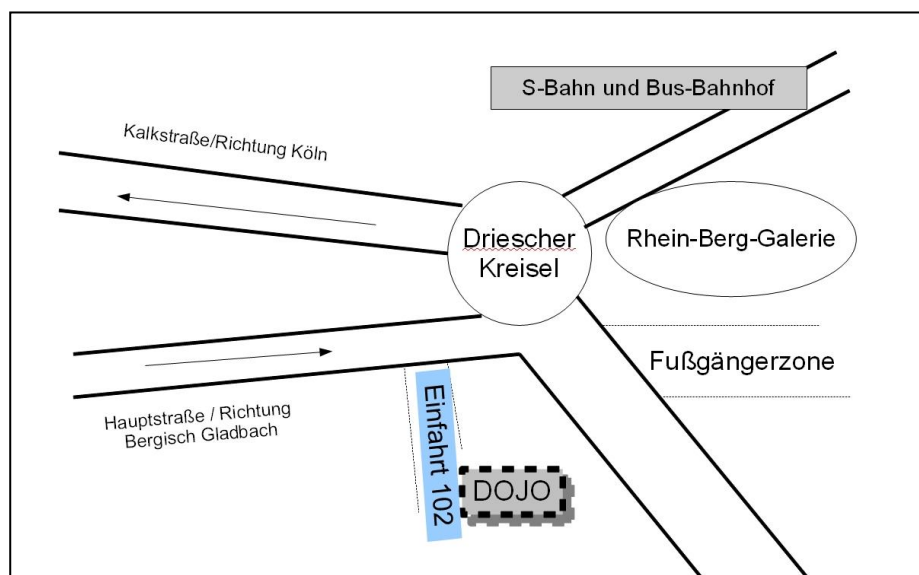 S-Bahn und Bus-Bahnhof
Kalkstraße/Richtung Köln
Driescher
Kreisel
Rhein-Berg-Galerie
Fußgängerzone
Hauptstraße / Richtung
Bergisch Gladbach
Einfahrt 102
DOJO